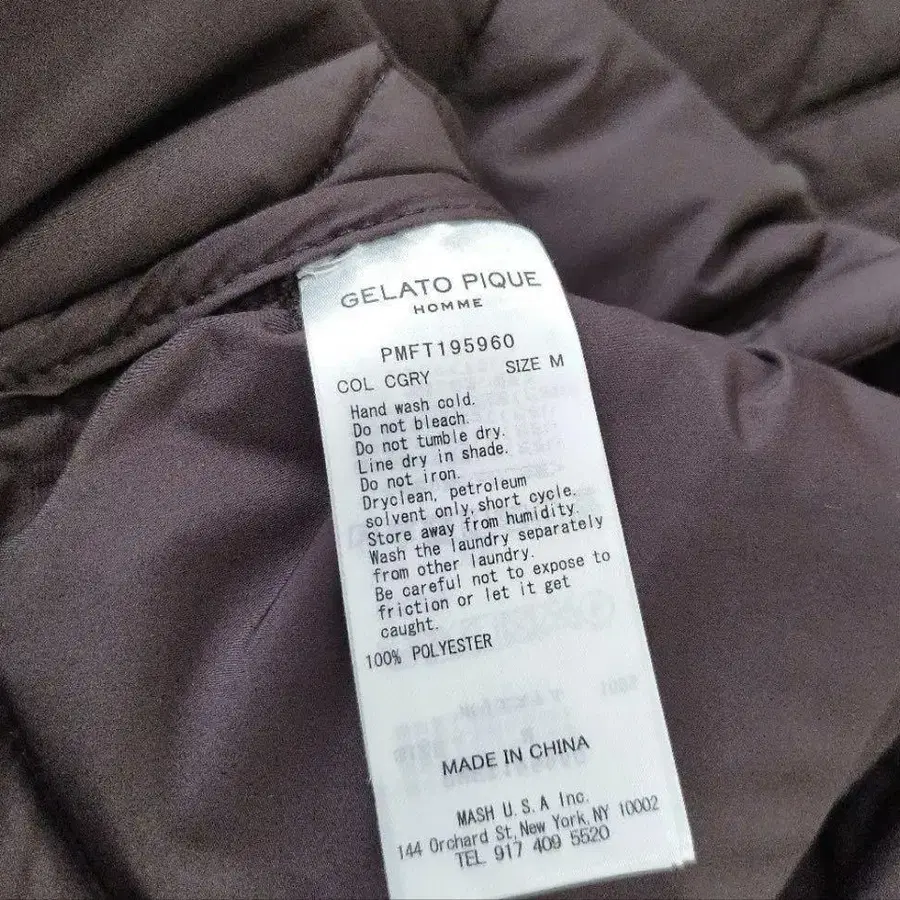 GELATO PIQUE
HOMME
PMFT195960
COL CGRY SIZE M
Hand wash cold.
Do not bleach.
Do not tumble dry.
Line dry in shade.
Do not iron.
Dryclean, petroleum
solvent only, short cycle.
Store away from humidity.
Wash the laundry separately
from other laundry.
Be careful not to expose to
friction or let it get
caught.
100% POLYESTER
MADE IN CHINA
MASH U.S.A Inc.
144 Orchard St, New York, NY 10002
TEL 917 409 5520